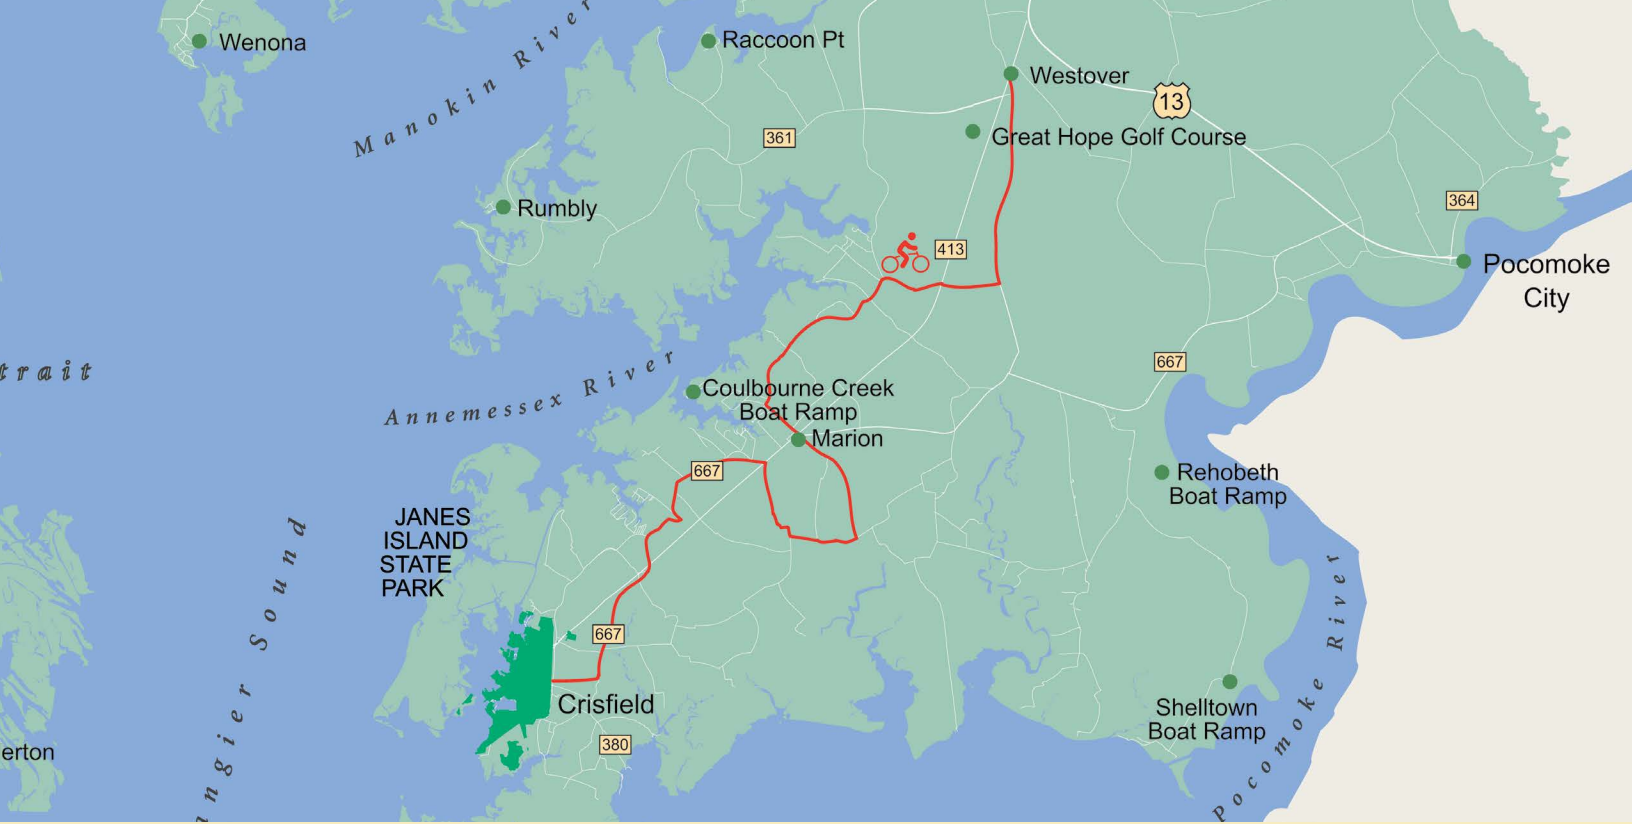 Wenona
Manokin River
Raccoon Pt
Westover
13
Great Hope Golf Course
361
364
Rumbly
413
Pocomoke
City
trait
667
Annemessex River
Coulbourne Creek
Boat Ramp
Marion
667
Rehobeth
Boat Ramp
JANES
ISLAND
STATE
PARK
667
Crisfield
380
Shelltown
Boat Ramp
erton
angier Sound
Pocomoke River